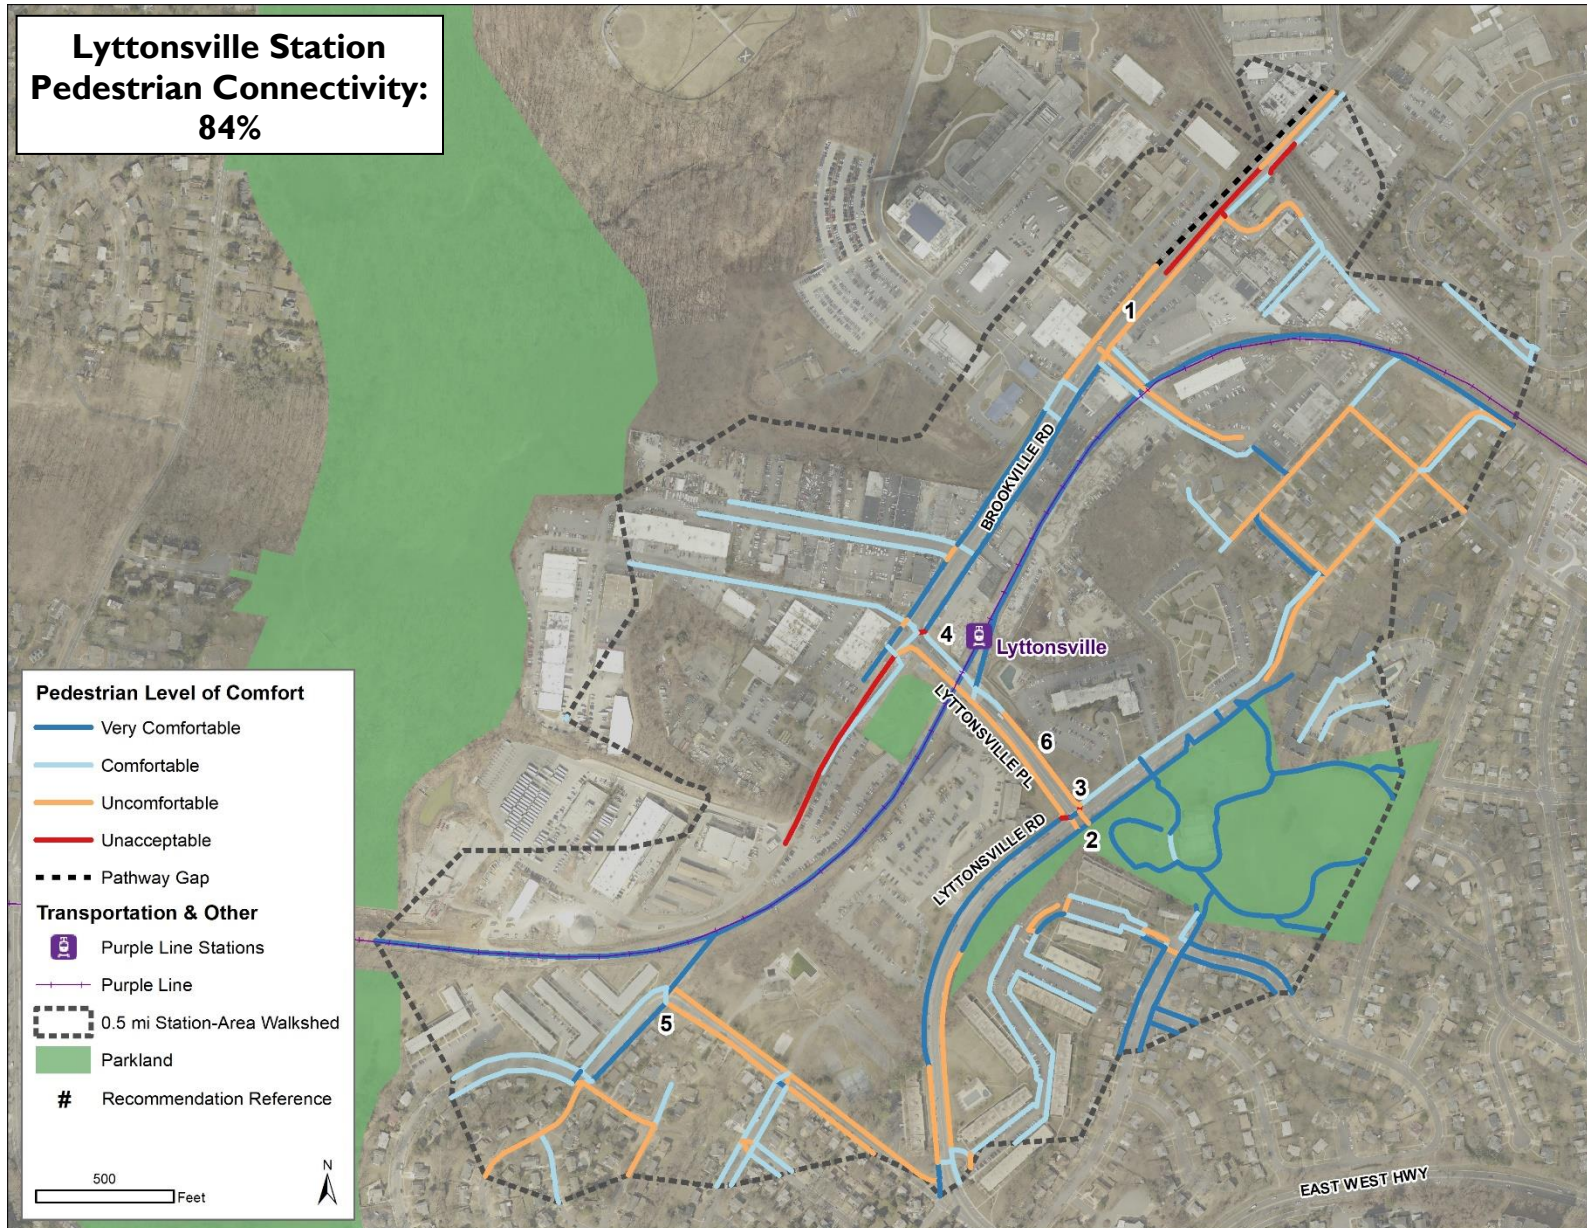 Lyttonsville Station
Pedestrian Connectivity:
84%
1
BROOKVILLE RD
4
Lyttonsville
LYTTONSVILLE PL
6
3
LYTTONSVILLE RD
2
5
EAST WEST HWY
Pedestrian Level of Comfort
Very Comfortable
Comfortable
Uncomfortable
Unacceptable
Pathway Gap
Transportation & Other
Purple Line Stations
Purple Line
0.5 mi Station-Area Walkshed
Parkland
# Recommendation Reference
500
Feet
N